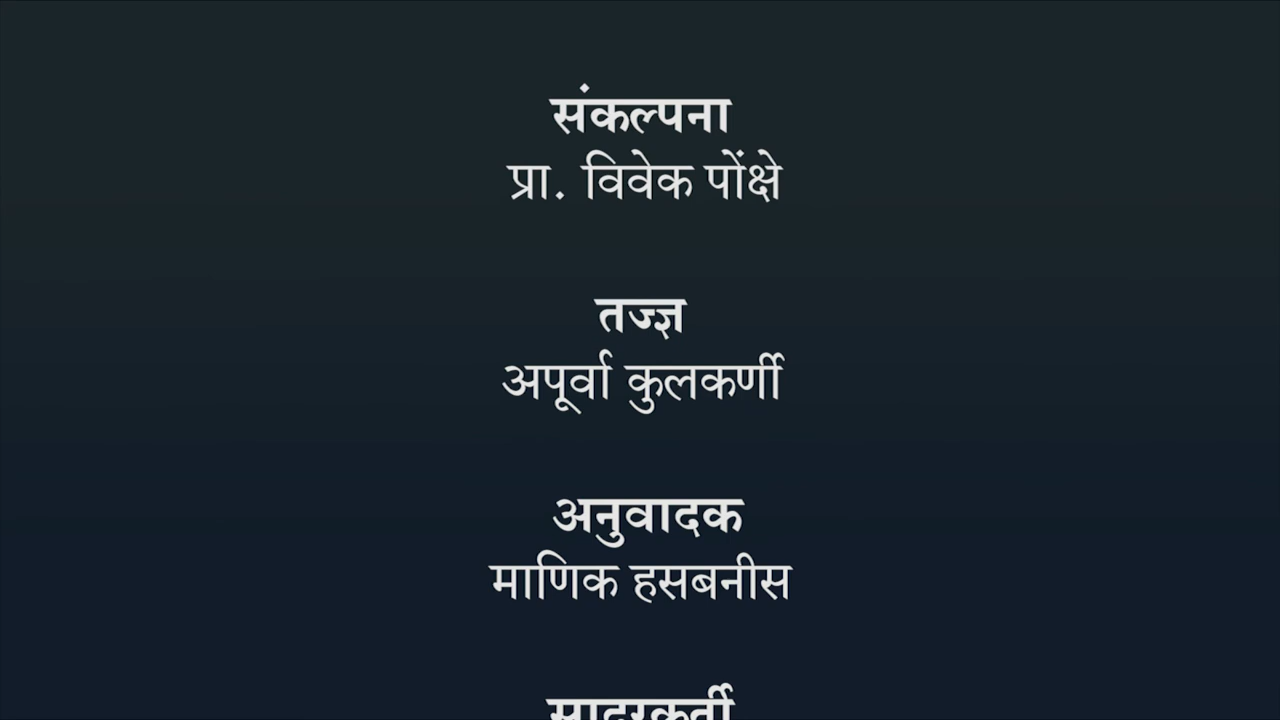 संकल्पना
प्रा. विवेक पोंक्षे
तज्ज्ञ
अपूर्वा कुलकर्णी
अनुवादक
माणिक हसबनीस